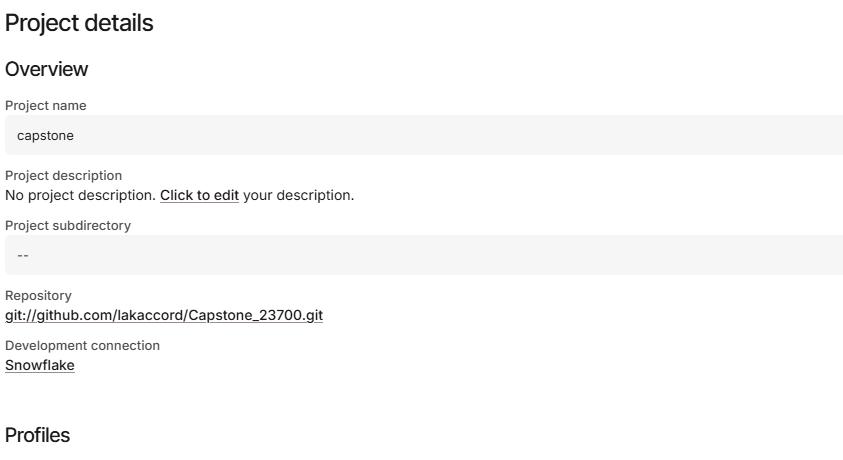 Project details
Overview
Project name
capstone
Project description
No project description. Click to edit your description.
Project subdirectory
--
Repository
git://github.com/lakaccord/Capstone_23700.git
Development connection
Snowflake
Profiles